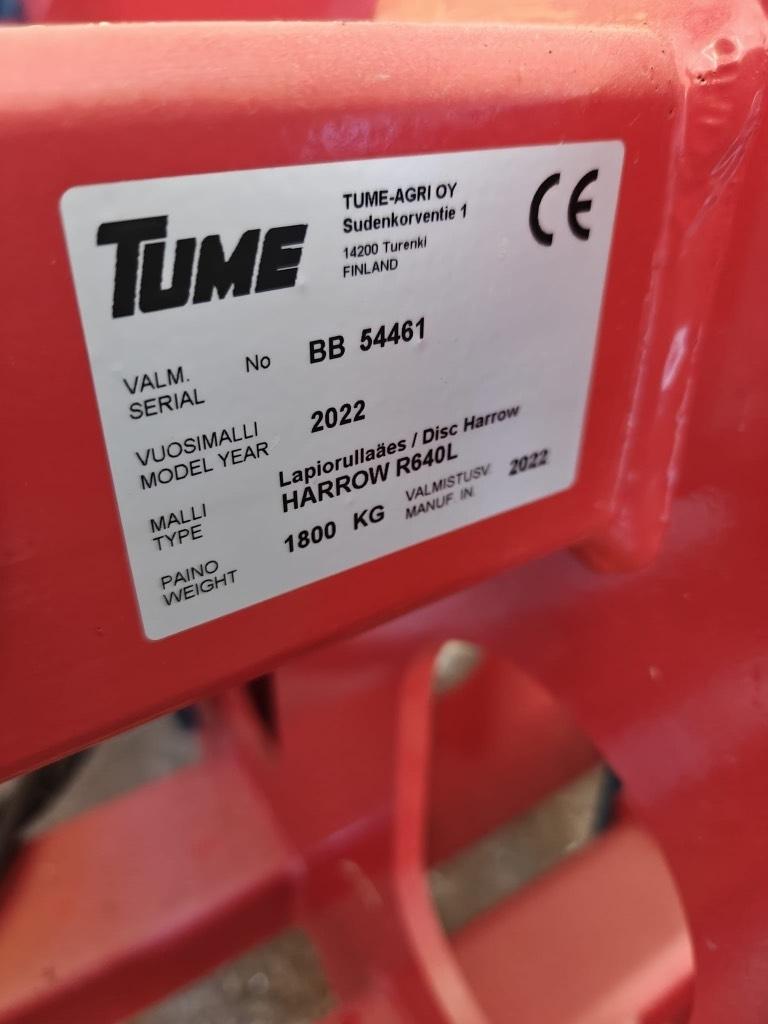 TUME
TUME-AGRI OY
Sudenkorventie 1
14200 Turenki
FINLAND
CE
VALM. No BB 54461
SERIAL
VUOSIMALLI 2022
MODEL YEAR
MALLI Lapiorullaäes / Disc Harrow
TYPE HARROW R640L
PAINO 1800 KG VALMISTUSV. 2022
WEIGHT MANUF. IN.